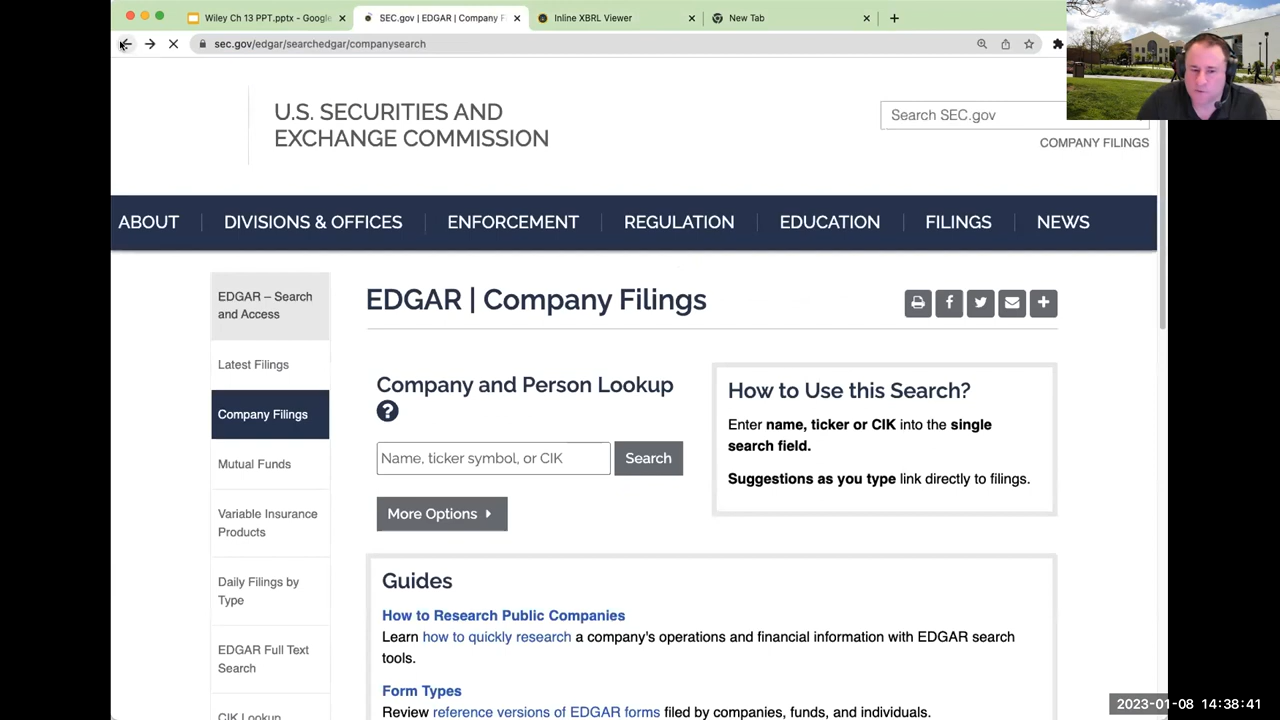 Wiley Ch 13 PPT.pptx - Google
SEC.gov | EDGAR | Company F
Inline XBRL Viewer
New Tab
sec.gov/edgar/searchedgar/companysearch
U.S. SECURITIES AND
EXCHANGE COMMISSION
Search SEC.gov
COMPANY FILINGS
ABOUT
DIVISIONS & OFFICES
ENFORCEMENT
REGULATION
EDUCATION
FILINGS
NEWS
EDGAR – Search
and Access
Latest Filings
Company Filings
Mutual Funds
Variable Insurance
Products
Daily Filings by
Type
EDGAR Full Text
Search
CIK Lookup
EDGAR | Company Filings
Company and Person Lookup
?
Name, ticker symbol, or CIK
Search
More Options
How to Use this Search?
Enter name, ticker or CIK into the single
search field.
Suggestions as you type link directly to filings.
Guides
How to Research Public Companies
Learn how to quickly research a company's operations and financial information with EDGAR search
tools.
Form Types
Review reference versions of EDGAR forms filed by companies, funds, and individuals.
2023-01-08 14:38:41